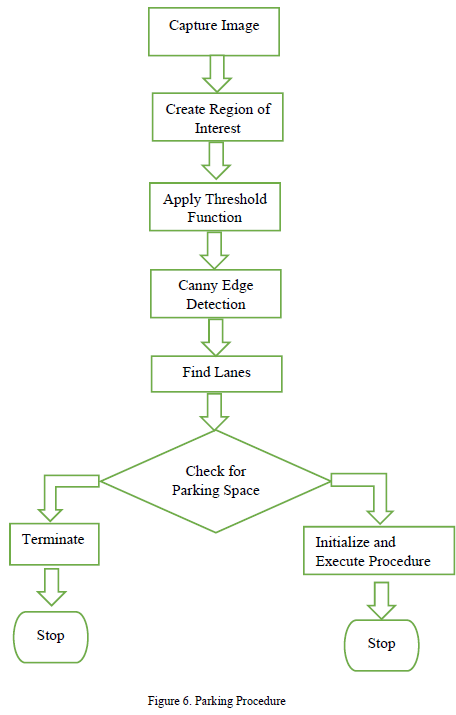 Capture Image
Create Region of
Interest
Apply Threshold
Function
Canny Edge
Detection
Find Lanes
Check for
Parking Space
Terminate
Initialize and
Execute Procedure
Stop
Stop
Figure 6. Parking Procedure